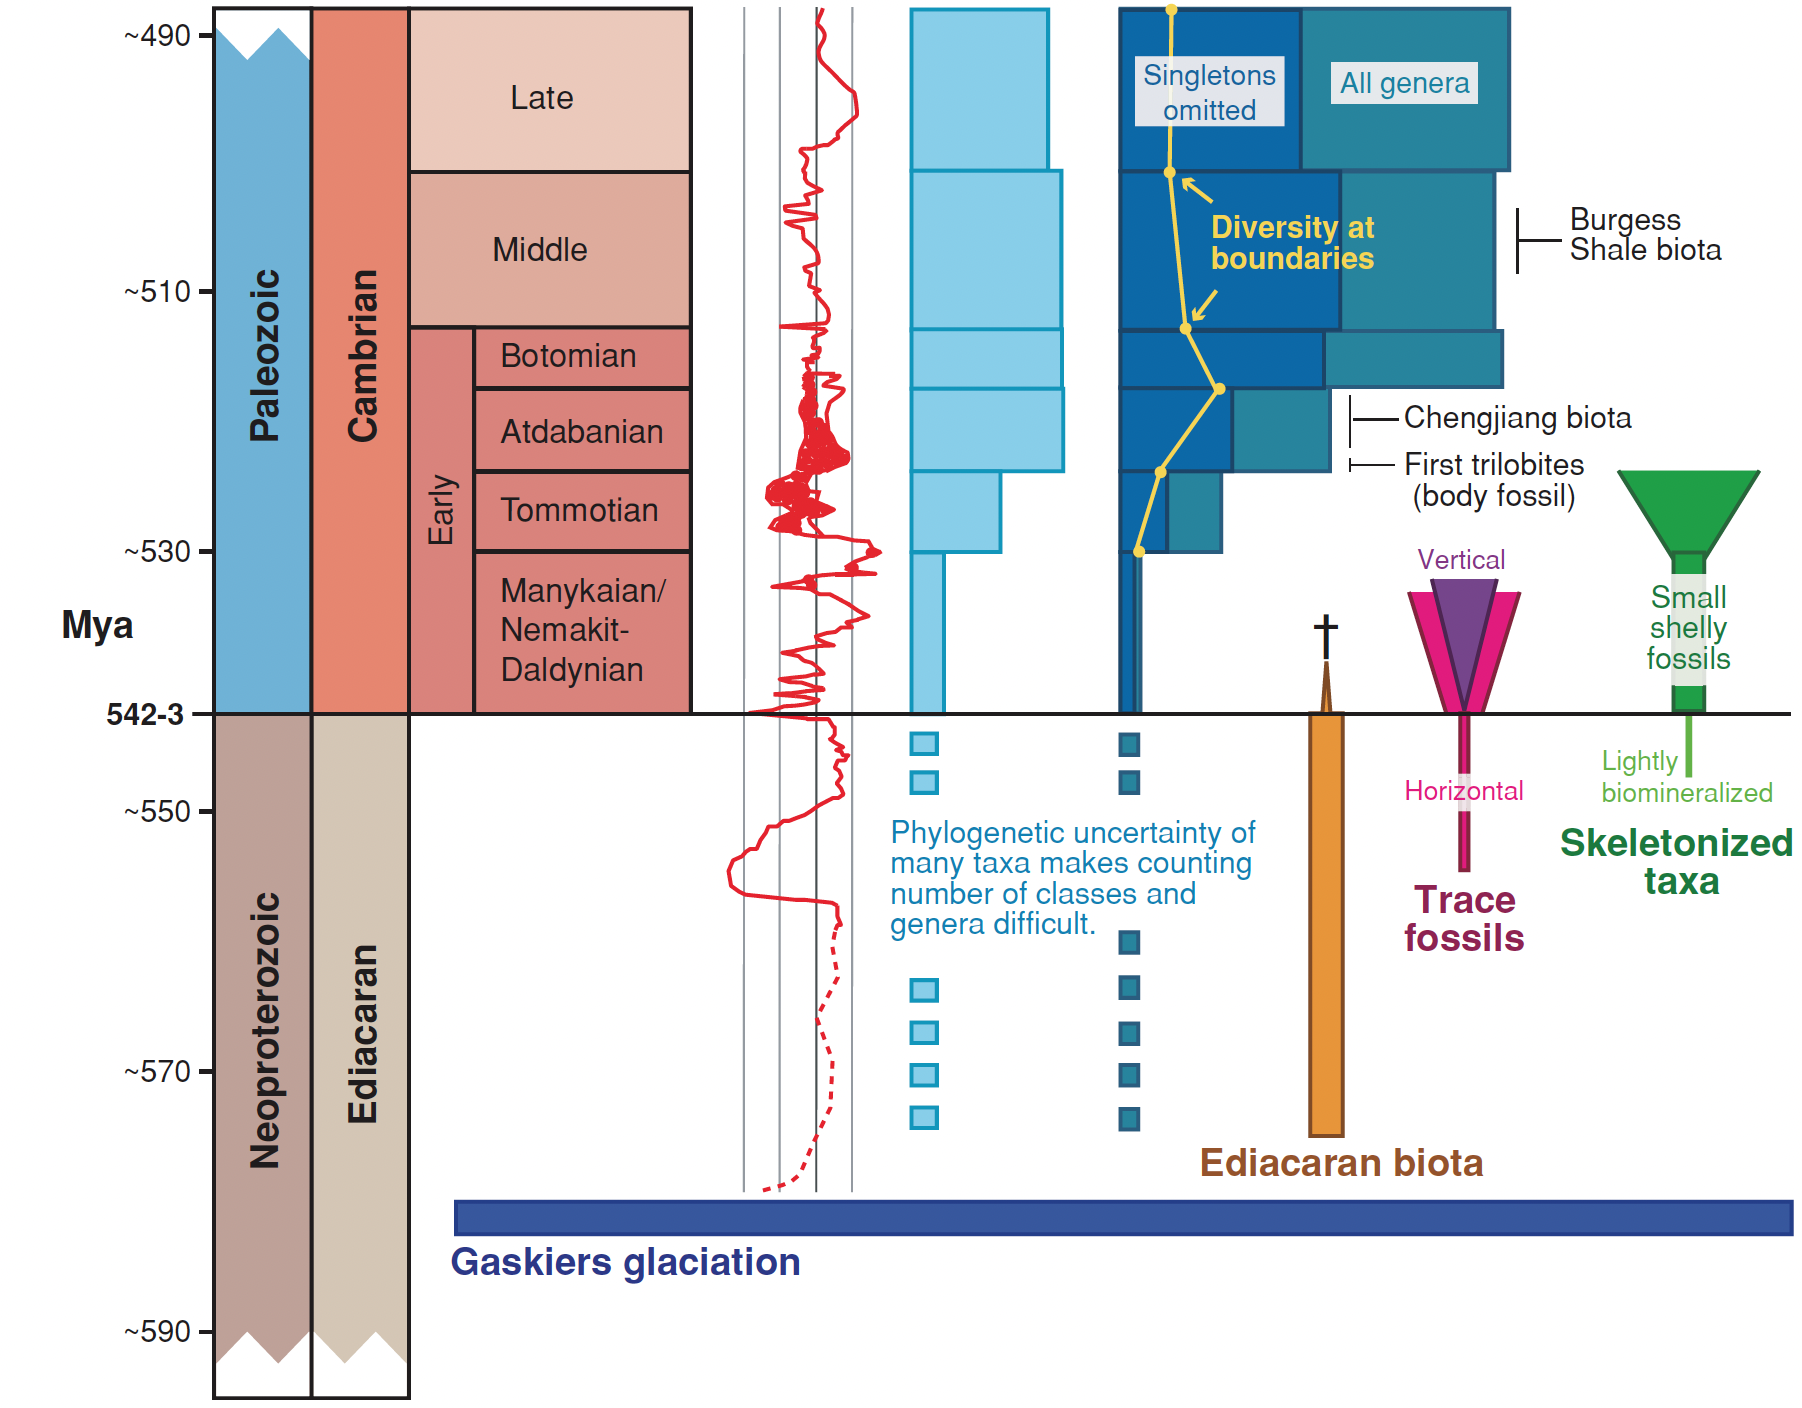 ~490
~510
~530
Mya
542-3
~550
~570
~590
Paleozoic
Neoproterozoic
Cambrian
Ediacaran
Late
Middle
Early
Botomian
Atdabanian
Tommotian
Manykaian/
Nemakit-
Daldynian
Singletons
omitted
All genera
Diversity at
boundaries
Burgess
Shale biota
Chengjiang biota
First trilobites
(body fossil)
†
Vertical
Horizontal
Trace
fossils
Small
shelly
fossils
Lightly
biomineralized
Skeletonized
taxa
Phylogenetic uncertainty of
many taxa makes counting
number of classes and
genera difficult.
Ediacaran biota
Gaskiers glaciation